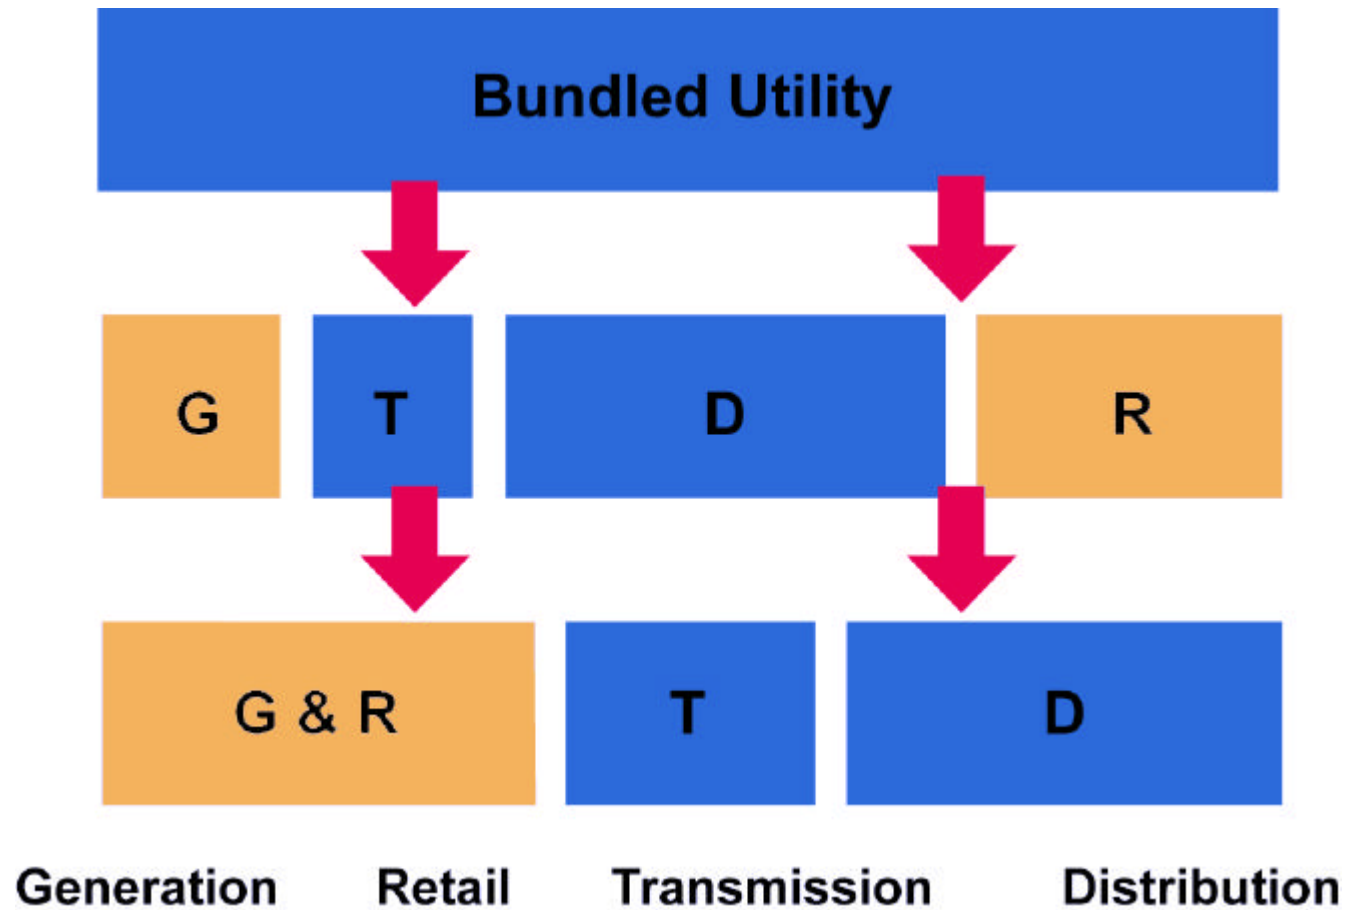 Bundled Utility
G T D R
G & R T D
Generation Retail Transmission Distribution